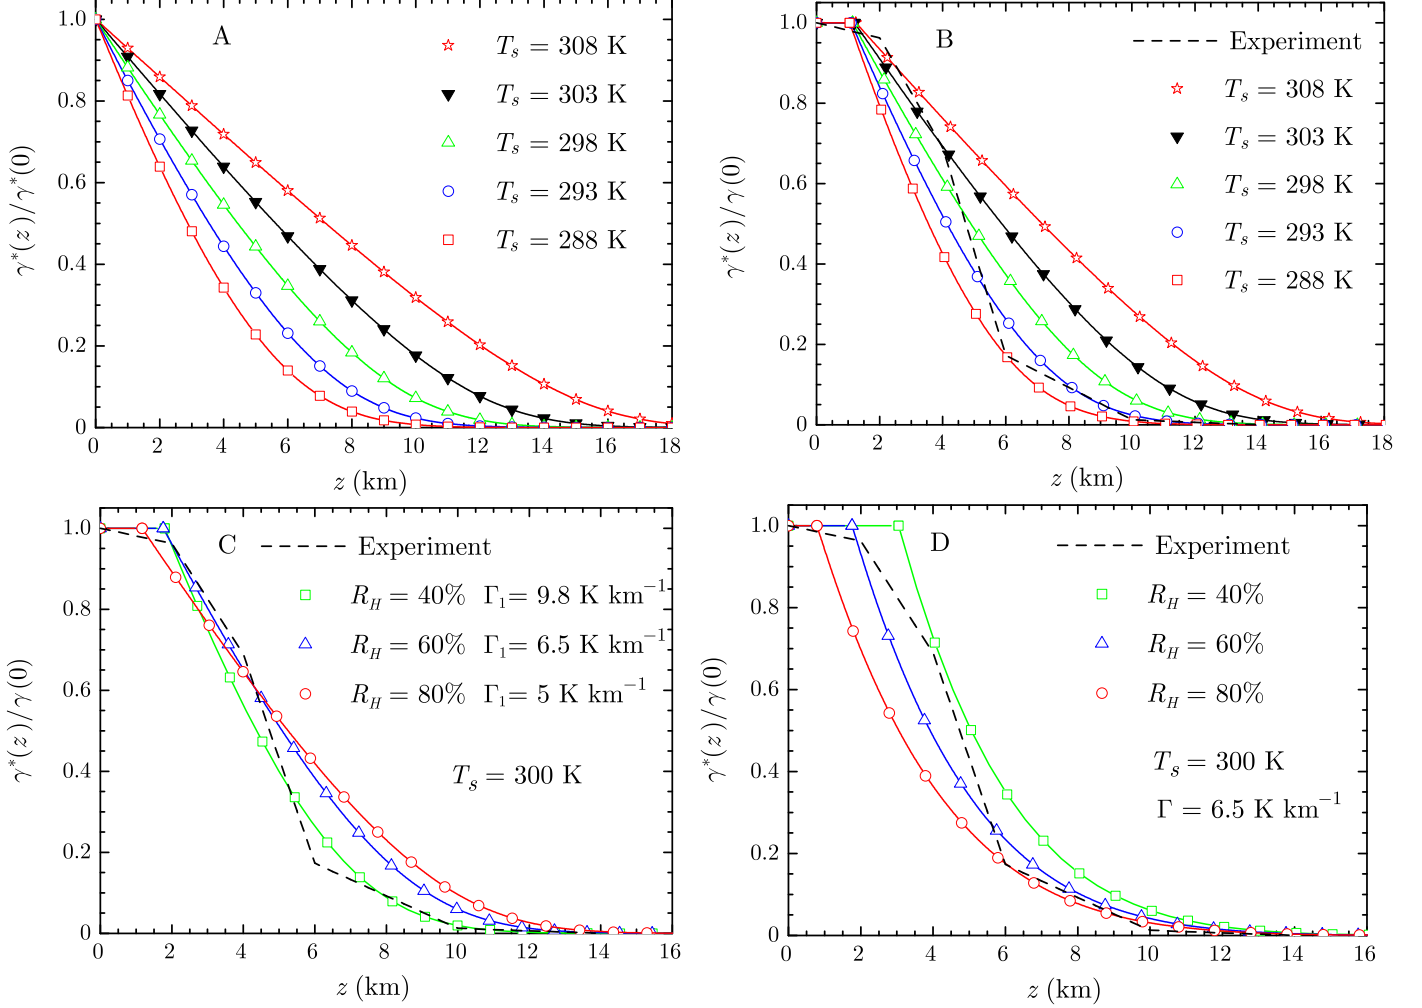 A
T_s = 308 K
T_s = 303 K
T_s = 298 K
T_s = 293 K
T_s = 288 K
1.0
0.8
0.6
0.4
0.2
0
γ*(z)/γ*(0)
0 2 4 6 8 10 12 14 16 18
z (km)
B
Experiment
T_s = 308 K
T_s = 303 K
T_s = 298 K
T_s = 293 K
T_s = 288 K
1.0
0.8
0.6
0.4
0.2
0
γ*(z)/γ(0)
0 2 4 6 8 10 12 14 16 18
z (km)
C
Experiment
R_H = 40% Γ₁= 9.8 K km⁻¹
R_H = 60% Γ₁= 6.5 K km⁻¹
R_H = 80% Γ₁= 5 K km⁻¹
T_s = 300 K
1.0
0.8
0.6
0.4
0.2
0
γ*(z)/γ(0)
0 2 4 6 8 10 12 14 16
z (km)
D
Experiment
R_H = 40%
R_H = 60%
R_H = 80%
T_s = 300 K
Γ = 6.5 K km⁻¹
1.0
0.8
0.6
0.4
0.2
0
γ*(z)/γ(0)
0 2 4 6 8 10 12 14 16
z (km)